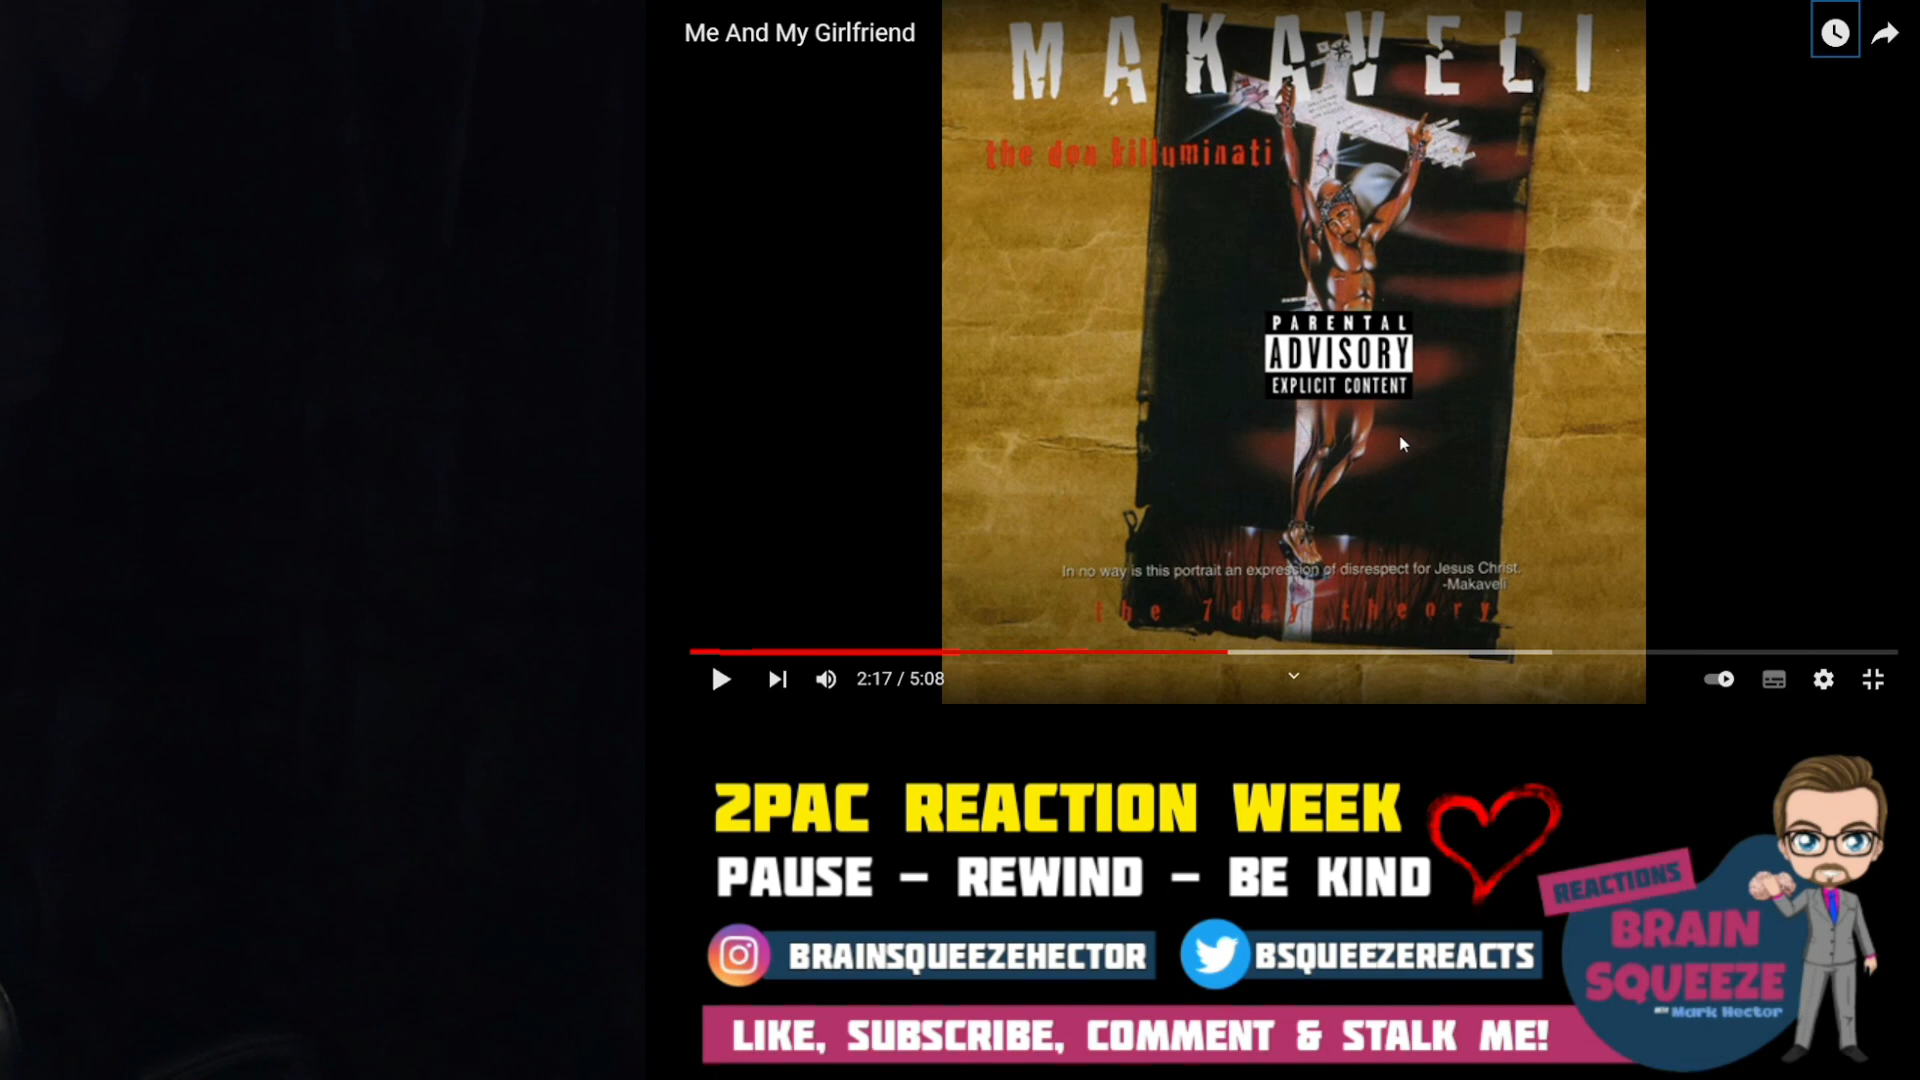 Me And My Girlfriend
MAKAVELI
the don killuminati
PARENTAL
ADVISORY
EXPLICIT CONTENT
In no way is this portrait an expression of disrespect for Jesus Christ.
-Makaveli
the 7 day theory
2:17 / 5:08
2PAC REACTION WEEK
PAUSE - REWIND - BE KIND
BRAINSQUEEZEHECTOR
BSQUEEZEREACTS
LIKE, SUBSCRIBE, COMMENT & STALK ME!
REACTIONS
BRAIN
SQUEEZE
WITH Mark Hector